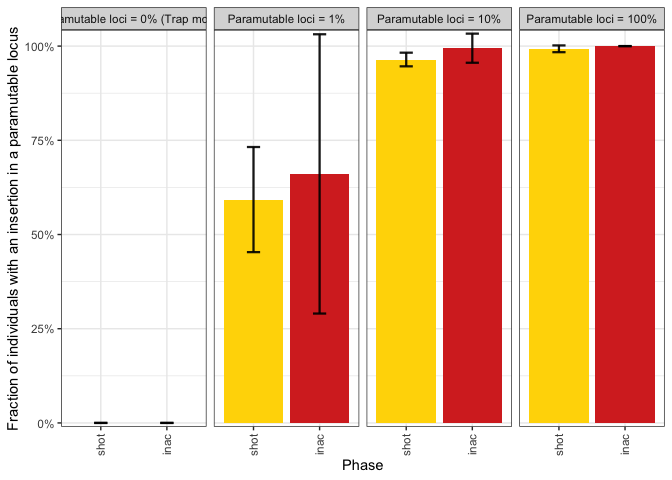 amutable loci = 0% (Trap mo
Paramutable loci = 1%
Paramutable loci = 10%
Paramutable loci = 100%
Fraction of individuals with an insertion in a paramutable locus
100%
75%
50%
25%
0%
shot
inac
shot
inac
shot
inac
shot
inac
Phase